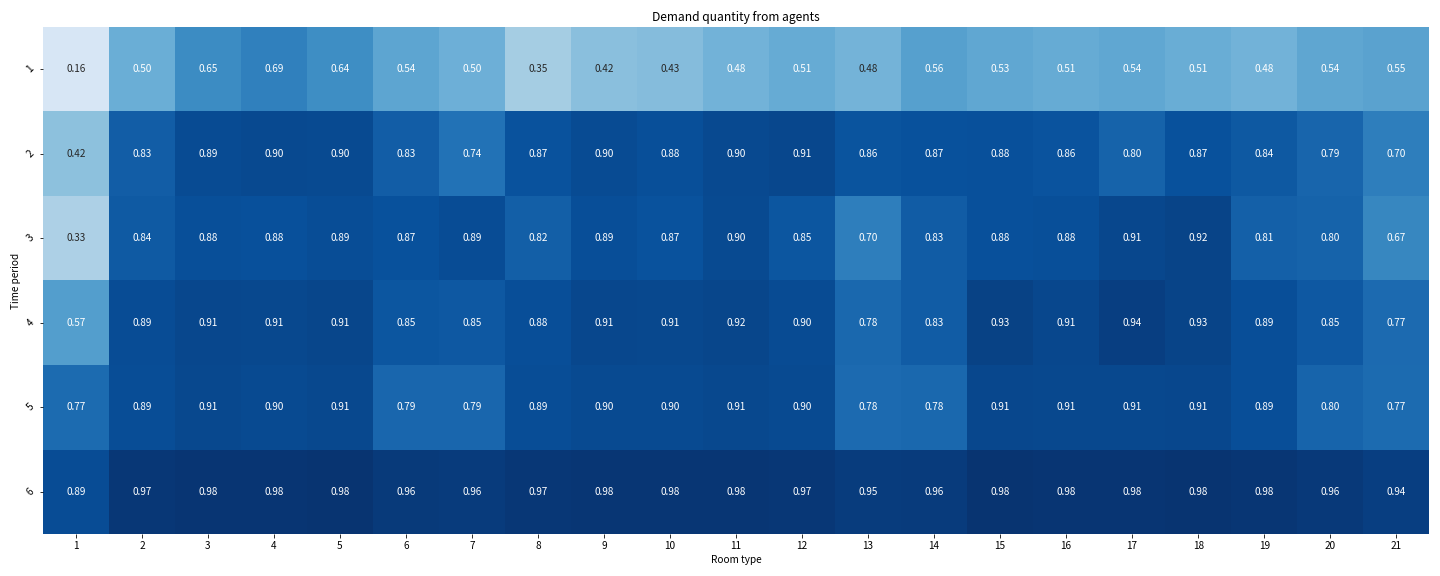 Demand quantity from agents
Time period
1 0.16 0.50 0.65 0.69 0.64 0.54 0.50 0.35 0.42 0.43 0.48 0.51 0.48 0.56 0.53 0.51 0.54 0.51 0.48 0.54 0.55
2 0.42 0.83 0.89 0.90 0.90 0.83 0.74 0.87 0.90 0.88 0.90 0.91 0.86 0.87 0.88 0.86 0.80 0.87 0.84 0.79 0.70
3 0.33 0.84 0.88 0.88 0.89 0.87 0.89 0.82 0.89 0.87 0.90 0.85 0.70 0.83 0.88 0.88 0.91 0.92 0.81 0.80 0.67
4 0.57 0.89 0.91 0.91 0.91 0.85 0.85 0.88 0.91 0.91 0.92 0.90 0.78 0.83 0.93 0.91 0.94 0.93 0.89 0.85 0.77
5 0.77 0.89 0.91 0.90 0.91 0.79 0.79 0.89 0.90 0.90 0.91 0.90 0.78 0.78 0.91 0.91 0.91 0.91 0.89 0.80 0.77
6 0.89 0.97 0.98 0.98 0.98 0.96 0.96 0.97 0.98 0.98 0.98 0.97 0.95 0.96 0.98 0.98 0.98 0.98 0.98 0.96 0.94
1 2 3 4 5 6 7 8 9 10 11 12 13 14 15 16 17 18 19 20 21
Room type